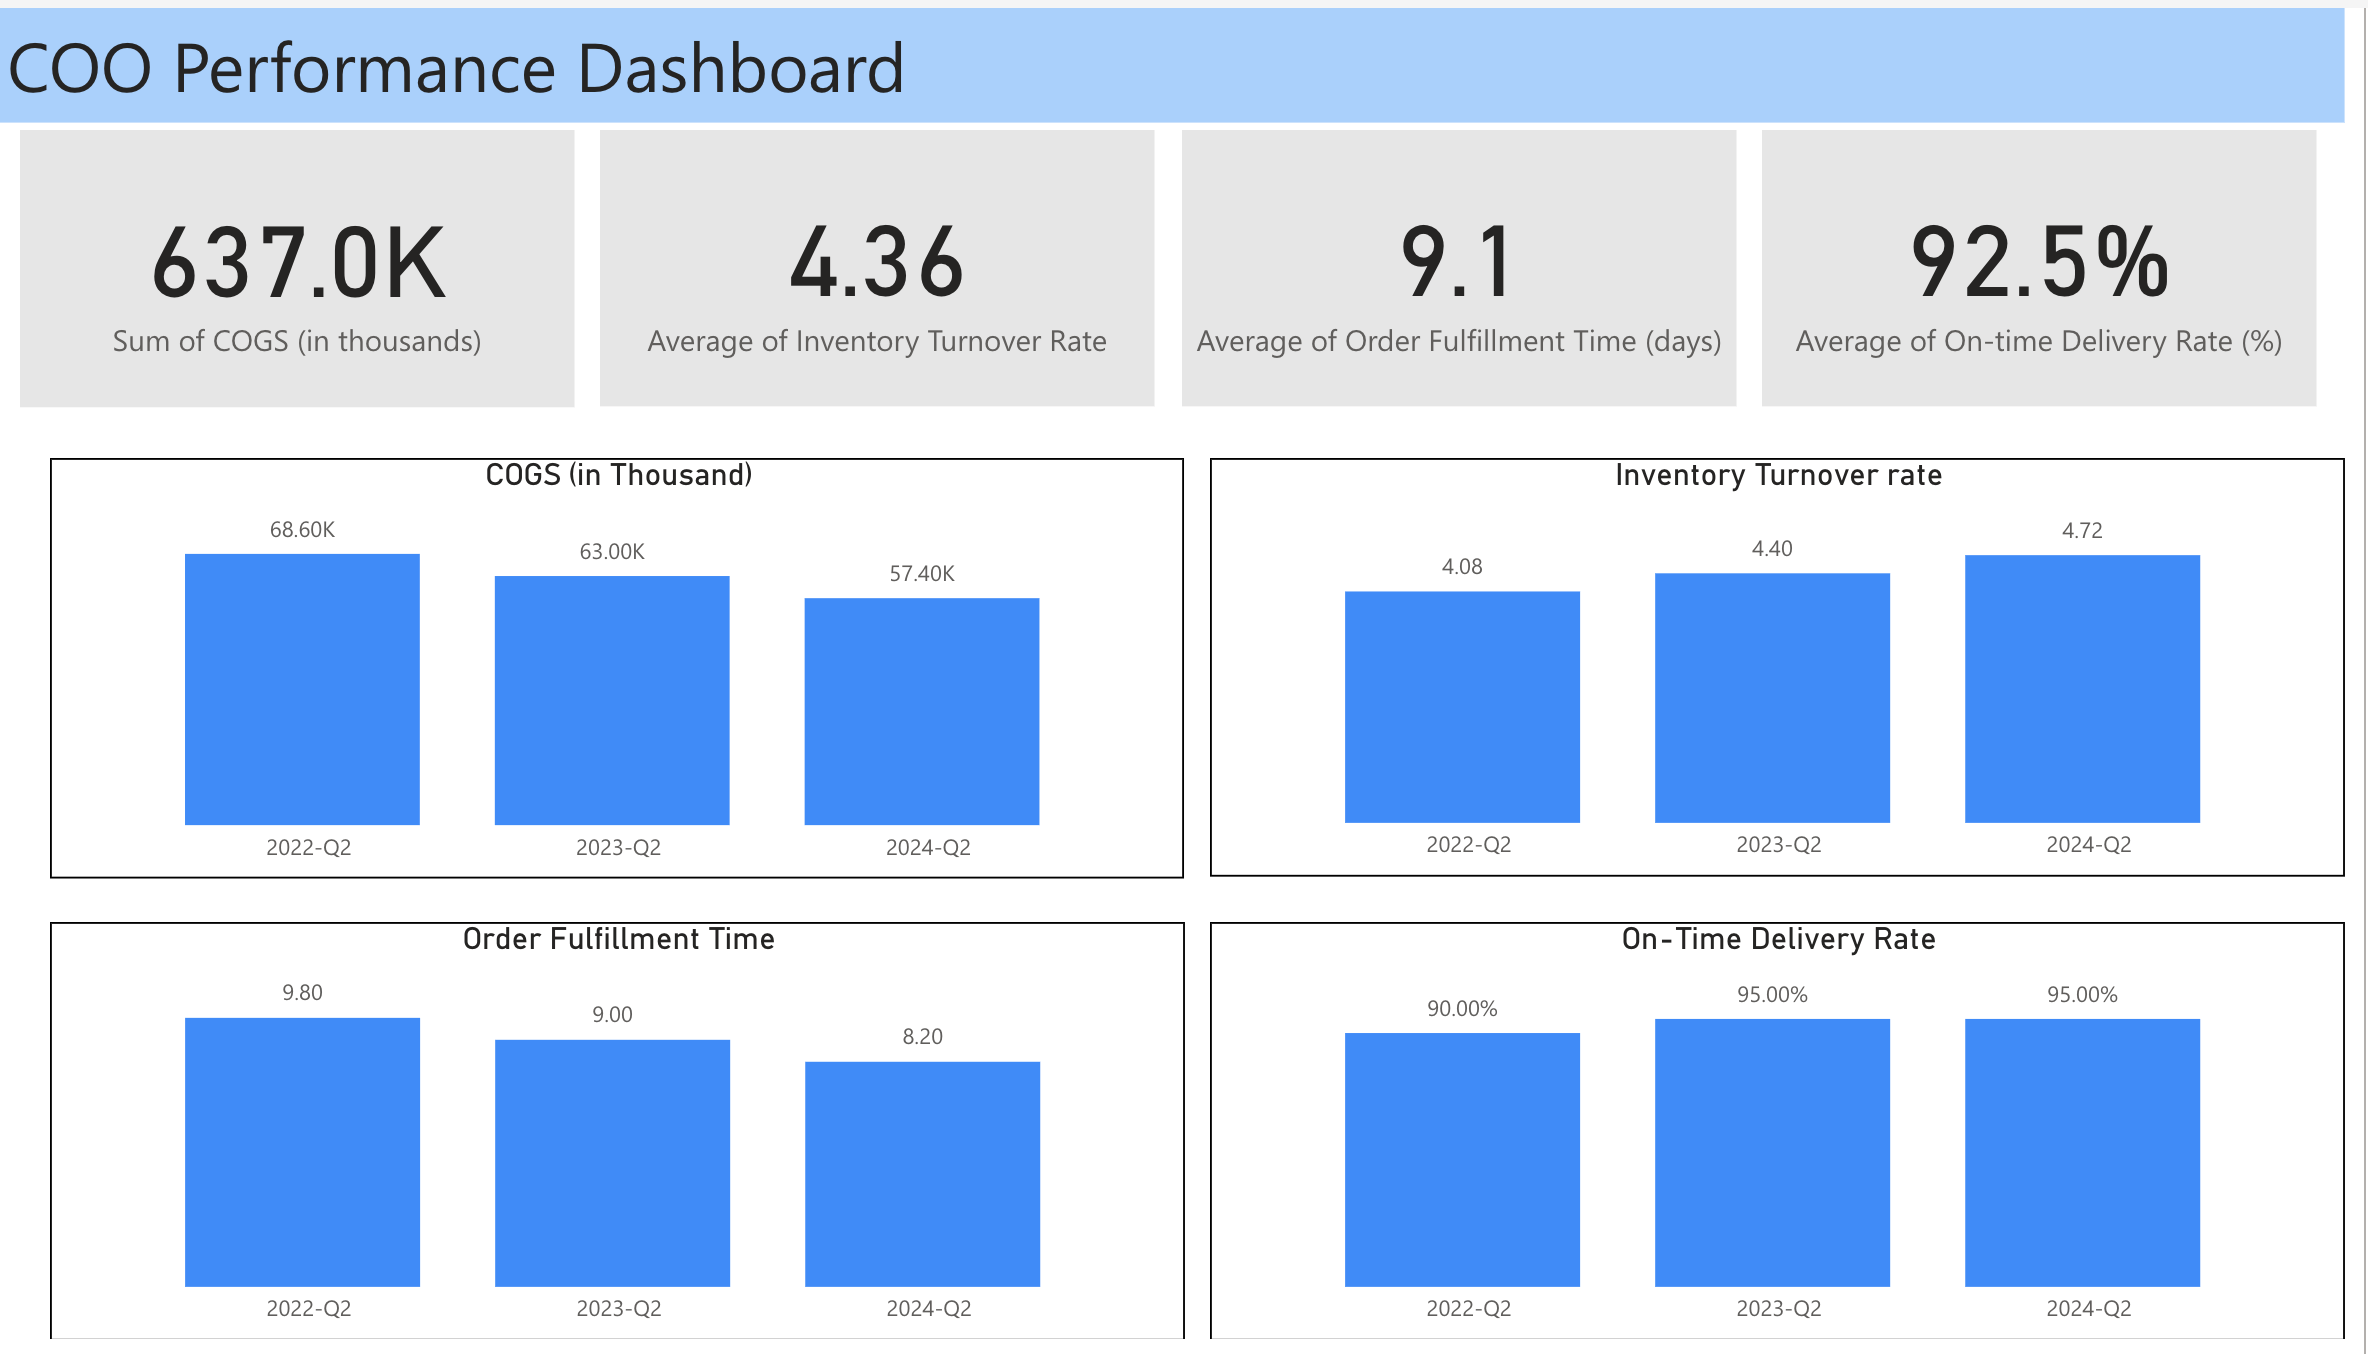 COO Performance Dashboard
637.0K
Sum of COGS (in thousands)
4.36
Average of Inventory Turnover Rate
9.1
Average of Order Fulfillment Time (days)
92.5%
Average of On-time Delivery Rate (%)
COGS (in Thousand)
68.60K
63.00K
57.40K
2022-Q2
2023-Q2
2024-Q2
Inventory Turnover rate
4.08
4.40
4.72
2022-Q2
2023-Q2
2024-Q2
Order Fulfillment Time
9.80
9.00
8.20
2022-Q2
2023-Q2
2024-Q2
On-Time Delivery Rate
90.00%
95.00%
95.00%
2022-Q2
2023-Q2
2024-Q2